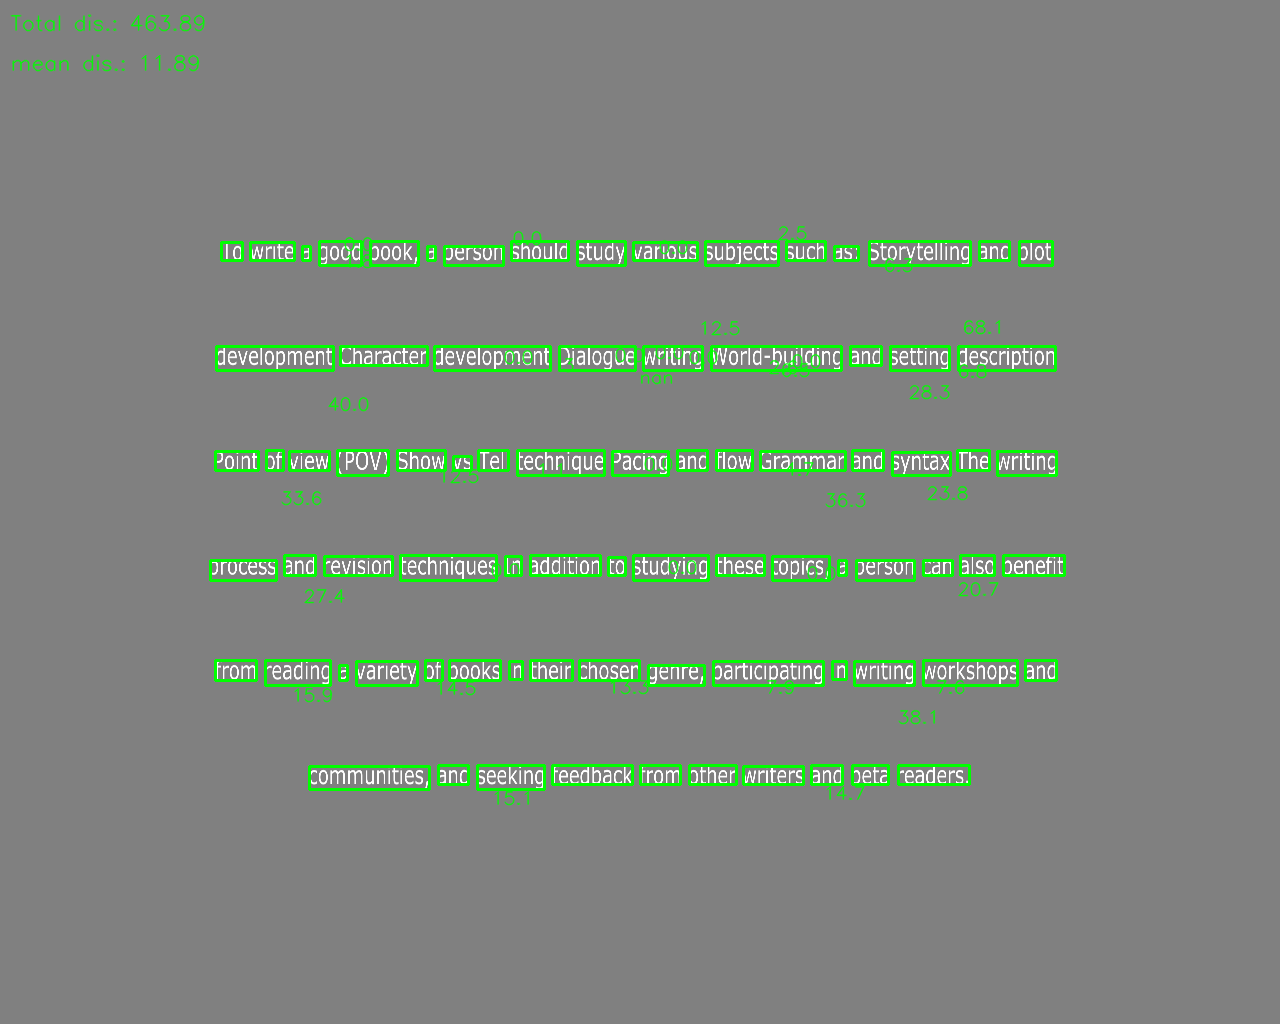 Total dis.: 463.89
mean dis.: 11.89
To write a good book, a person should study various subjects such as: Storytelling and plot
2.5
development Character development Dialogue writing World-building and setting description
12.5 68.1
nan
28.3
40.0
Point of view (POV) Show vs Tell technique Pacing and flow Grammar and syntax The writing
12.5
33.6 36.3 23.8
process and revision techniques In addition to studying these topics, a person can also benefit
27.4 20.7
from reading a variety of books in their chosen genre, participating in writing workshops and
15.9 14.5 13.3 7.9 7.6
38.1
communities, and seeking feedback from other writers and beta readers.
15.1 14.7